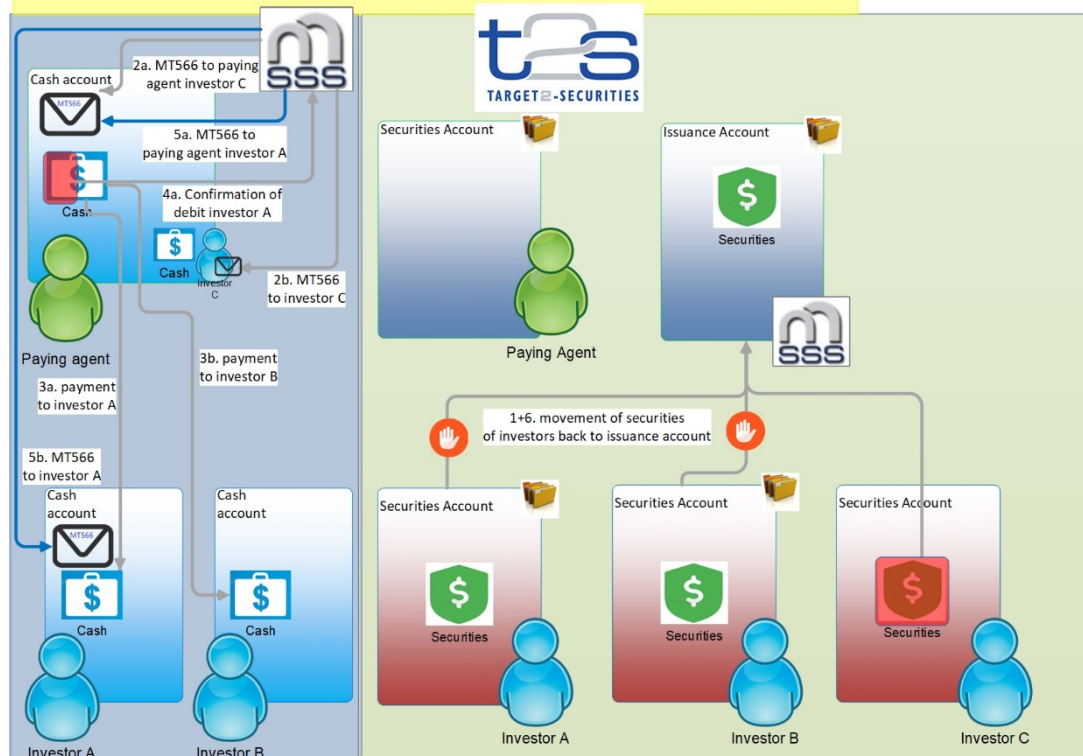 SSS
t2s
TARGET2-SECURITIES
2a. MT566 to paying
agent investor C
Cash account
MT566
5a. MT566 to
paying agent investor A
4a. Confirmation of
debit investor A
Cash
Cash
Investor
C
2b. MT566
to investor C
Paying agent
3a. payment
to investor A
3b. payment
to investor B
5b. MT566
to investor A
Cash
account
MT566
Cash
Investor A
Cash
account
Cash
Investor B
Securities Account
Paying Agent
Issuance Account
Securities
SSS
1+6. movement of securities
of investors back to issuance account
Securities Account
Securities
Investor A
Securities Account
Securities
Investor B
Securities Account
Securities
Investor C